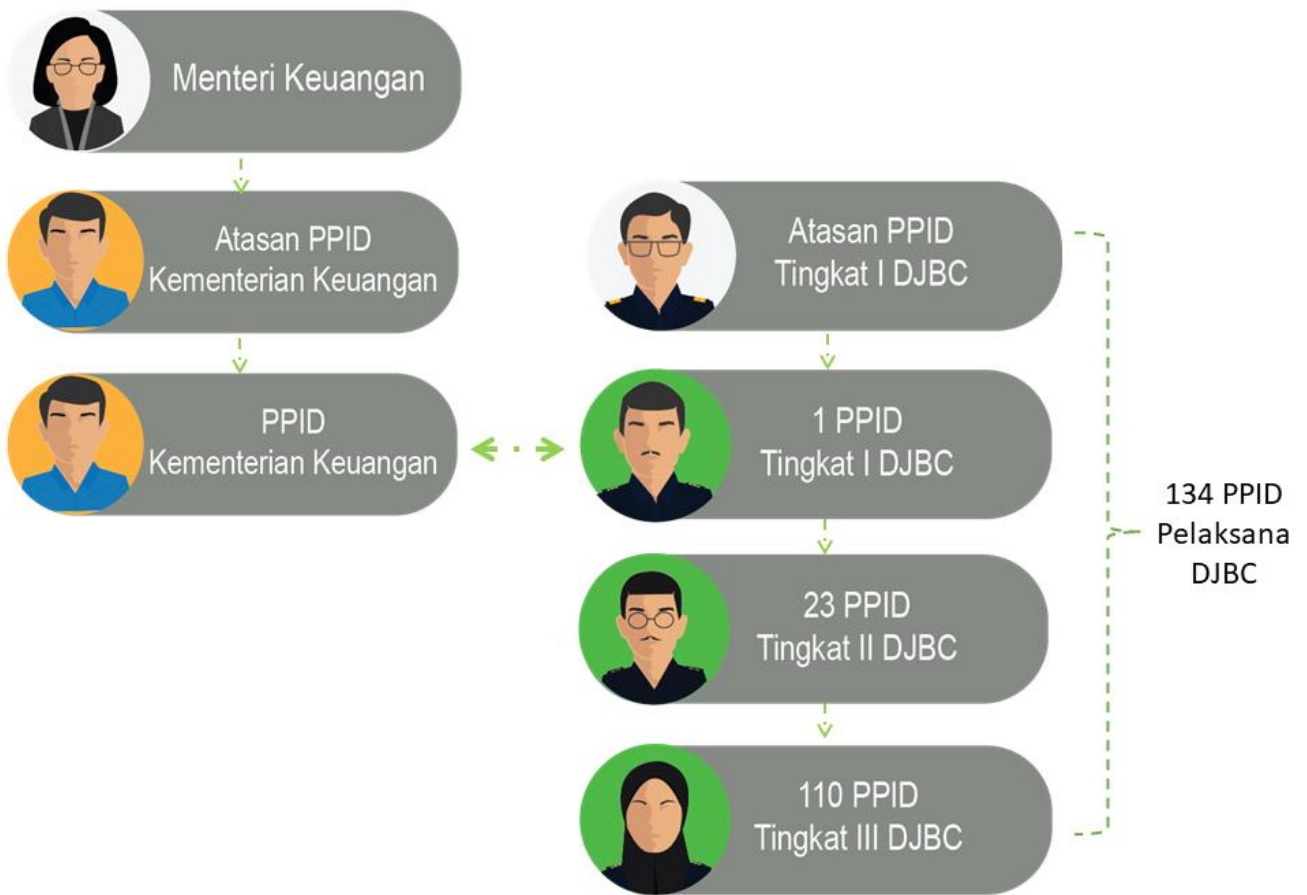 Menteri Keuangan
Atasan PPID
Kementerian Keuangan
PPID
Kementerian Keuangan
Atasan PPID
Tingkat I DJBC
1 PPID
Tingkat I DJBC
23 PPID
Tingkat II DJBC
110 PPID
Tingkat III DJBC
134 PPID
Pelaksana
DJBC